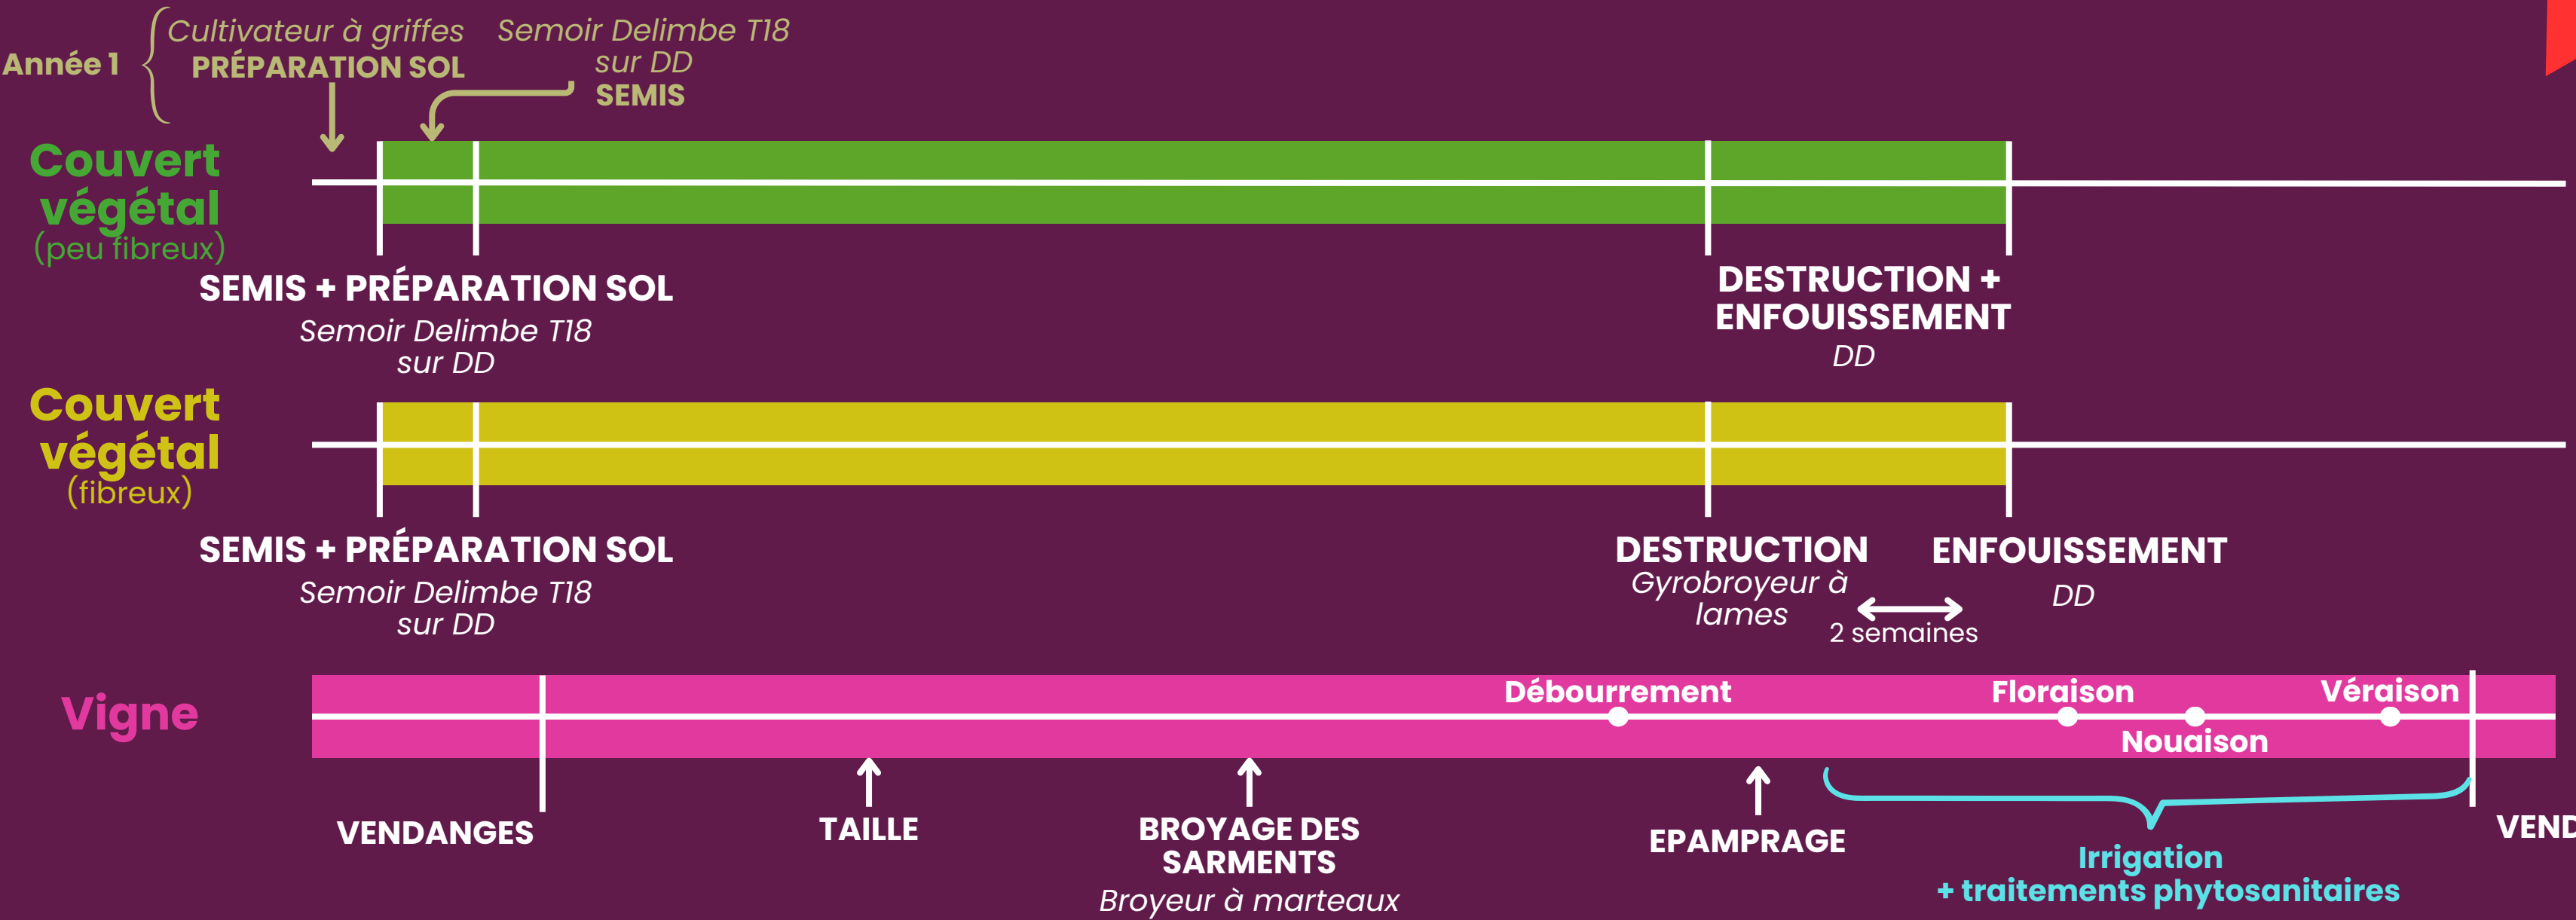 Année 1
Cultivateur à griffes
PRÉPARATION SOL
Semoir Delimbe T18
sur DD
SEMIS
Couvert
végétal
(peu fibreux)
SEMIS + PRÉPARATION SOL
Semoir Delimbe T18
sur DD
DESTRUCTION +
ENFOUISSEMENT
DD
Couvert
végétal
(fibreux)
SEMIS + PRÉPARATION SOL
Semoir Delimbe T18
sur DD
DESTRUCTION
Gyrobroyeur à
lames
2 semaines
ENFOUISSEMENT
DD
Vigne
Débourrement
Floraison
Nouaison
Véraison
VENDANGES
TAILLE
BROYAGE DES
SARMENTS
Broyeur à marteaux
EPAMPRAGE
Irrigation
+ traitements phytosanitaires